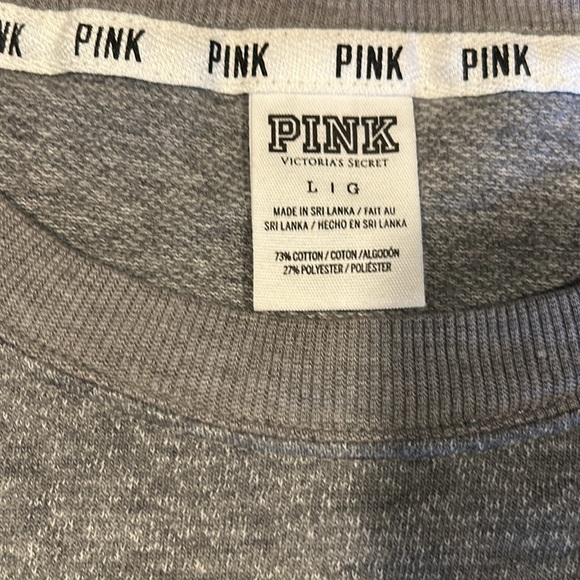 PINK PINK PINK PINK
PINK
VICTORIA'S SECRET
L | G
MADE IN SRI LANKA / FAIT AU
SRI LANKA / HECHO EN SRI LANKA
73% COTTON / COTON / ALGODÓN
27% POLYESTER / POLIÉSTER